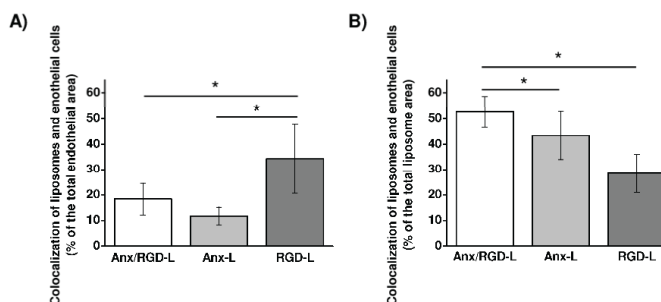 A)
Colocalization of liposomes and enothelial cells
(% of the total endothelial area)
60
50
40
30
20
10
0
*
*
Anx/RGD-L
Anx-L
RGD-L
B)
Colocalization of liposomes and enothelial cells
(% of the total liposome area)
60
50
40
30
20
10
0
*
*
Anx/RGD-L
Anx-L
RGD-L